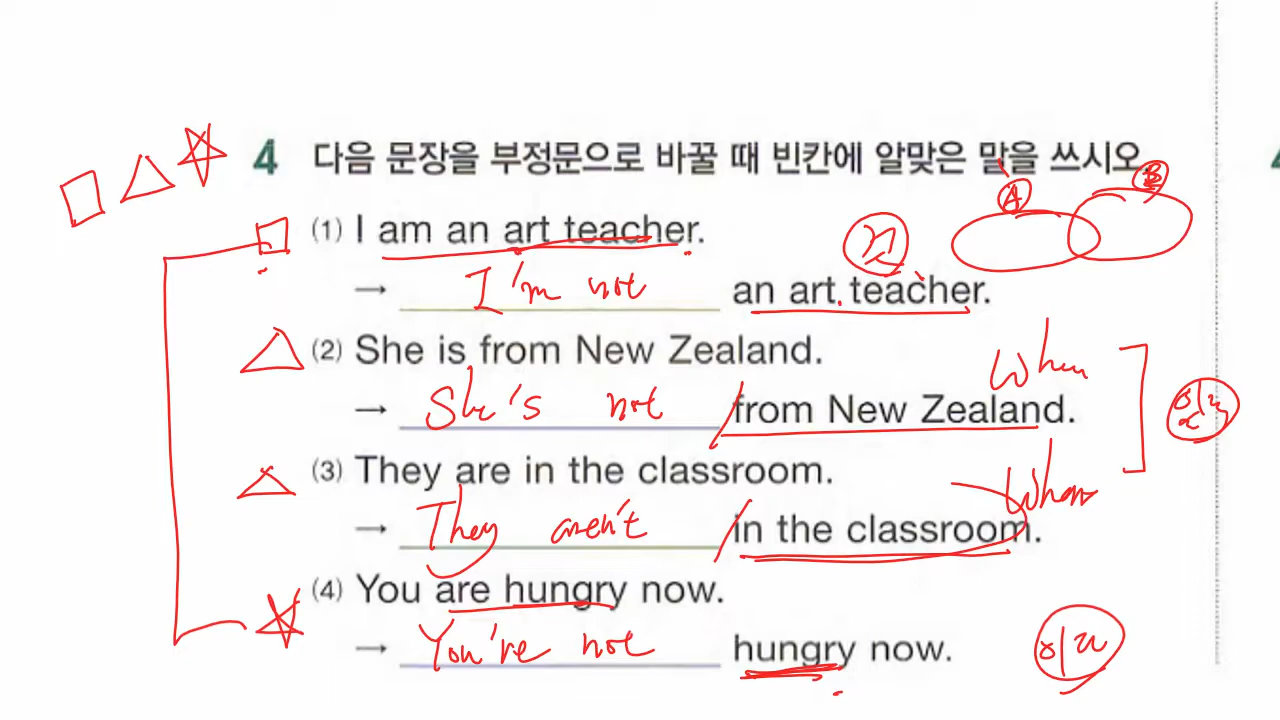 4 다음 문장을 부정문으로 바꿀 때 빈칸에 알맞은 말을 쓰시오
A B
(1) I am an art teacher.
→ I'm not an art teacher.
(2) She is from New Zealand.
→ She's not from New Zealand.
(3) They are in the classroom.
→ They aren't in the classroom.
(4) You are hungry now.
→ You're not hungry now.